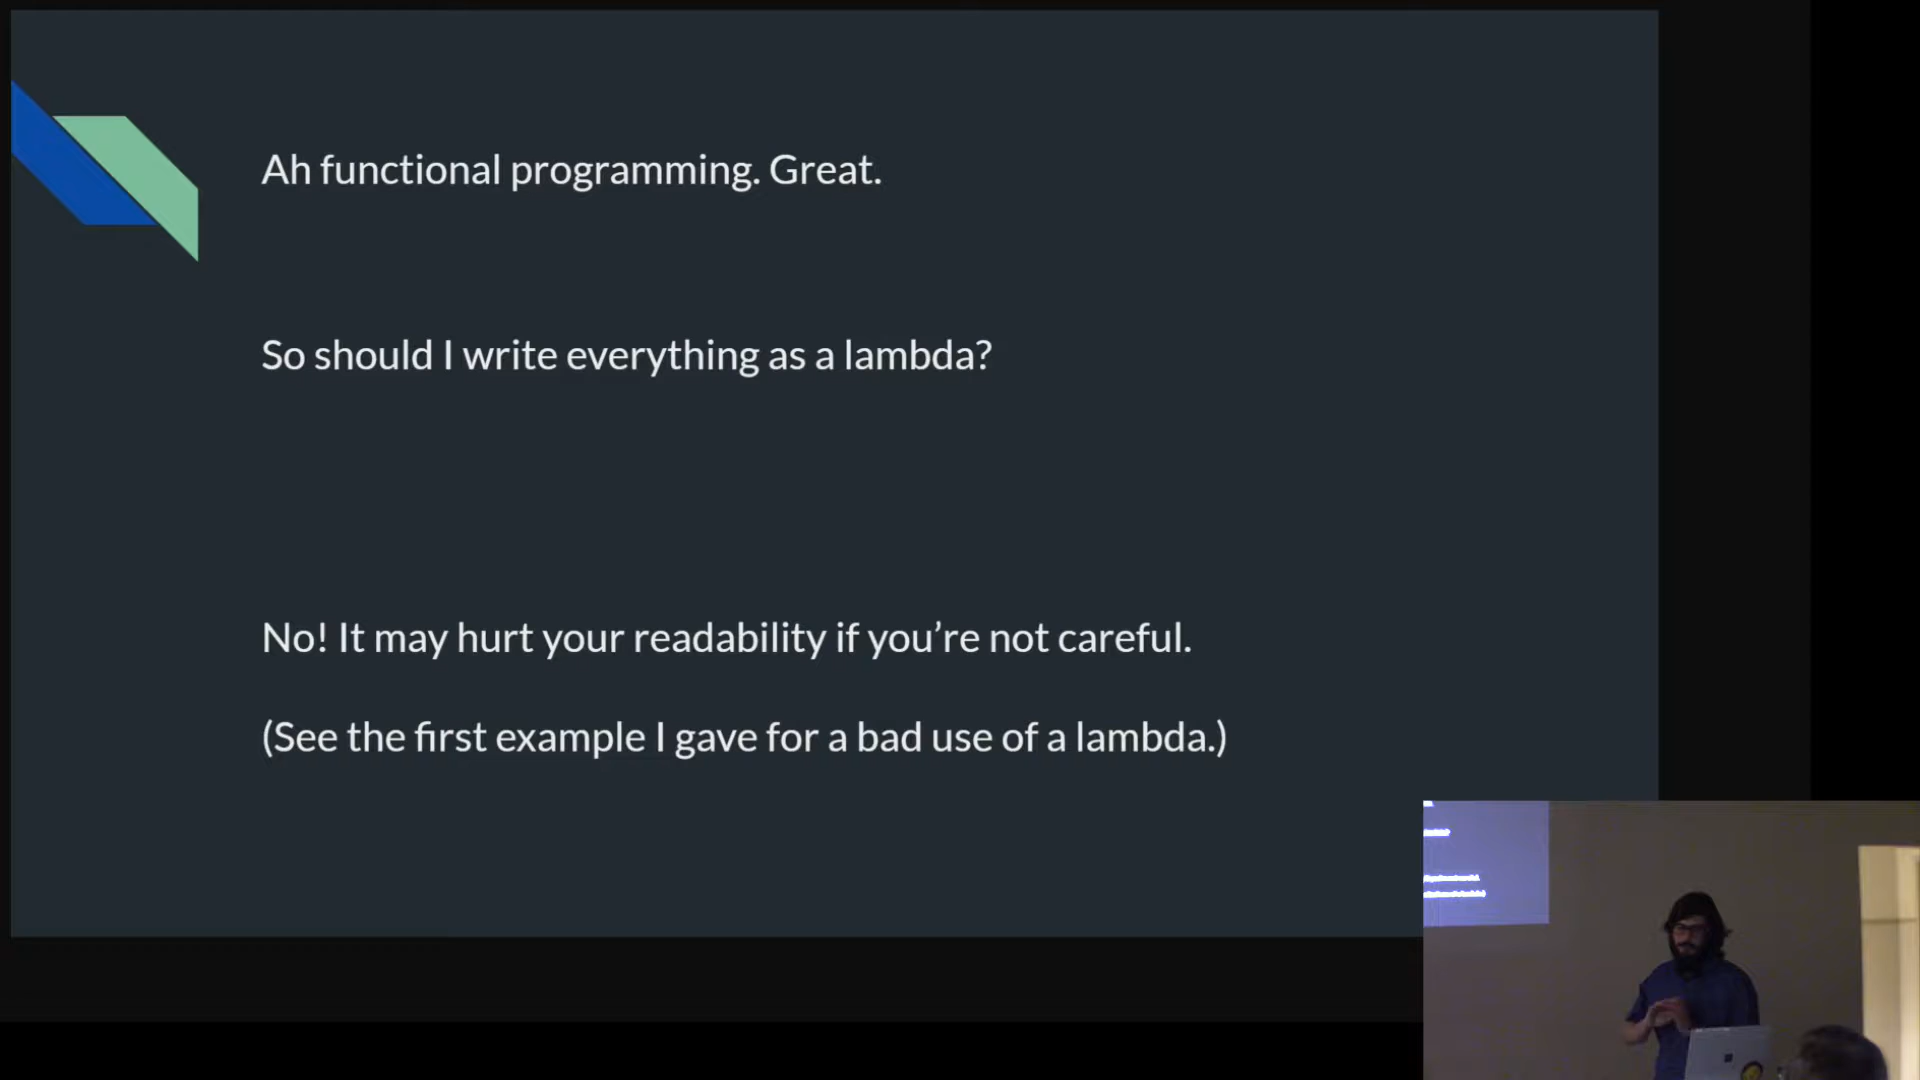 Ah functional programming. Great.
So should I write everything as a lambda?
No! It may hurt your readability if you’re not careful.
(See the first example I gave for a bad use of a lambda.)